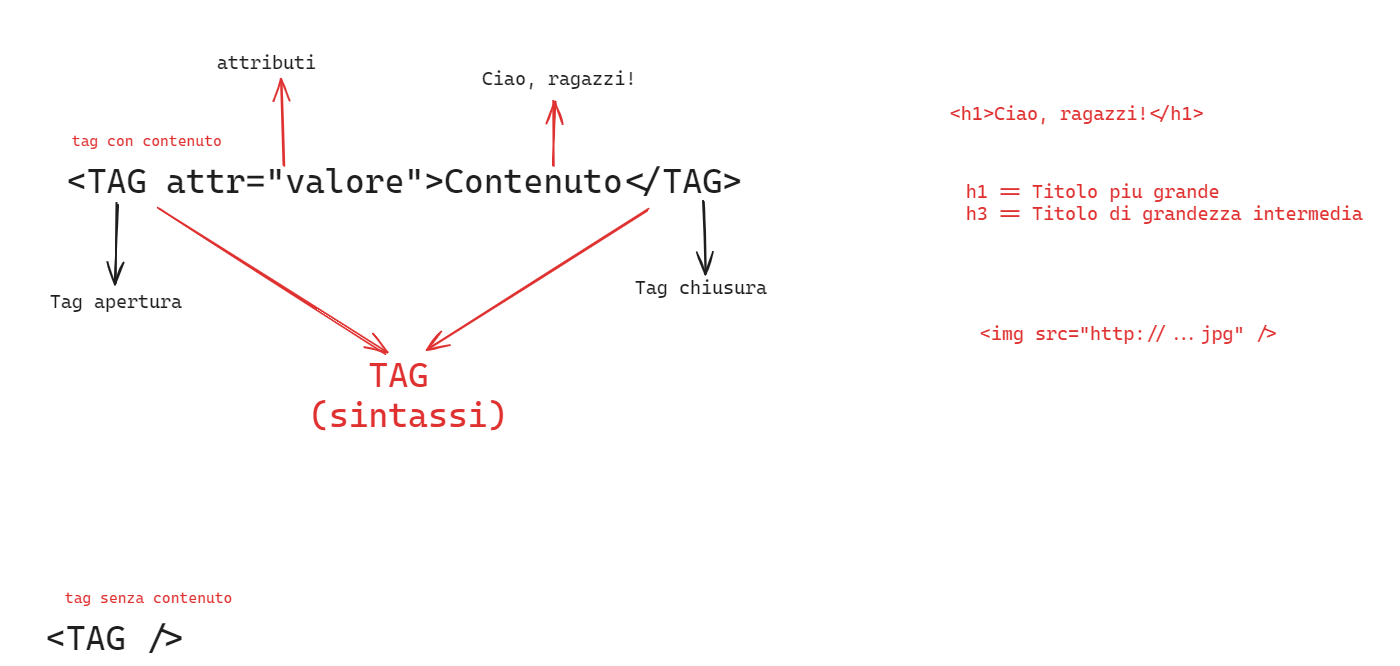 attributi
Ciao, ragazzi!
tag con contenuto
<TAG attr="valore">Contenuto</TAG>
Tag apertura
Tag chiusura
TAG
(sintassi)
<h1>Ciao, ragazzi!</h1>
h1 == Titolo piu grande
h3 == Titolo di grandezza intermedia
<img src="http://...jpg" />
tag senza contenuto
<TAG />